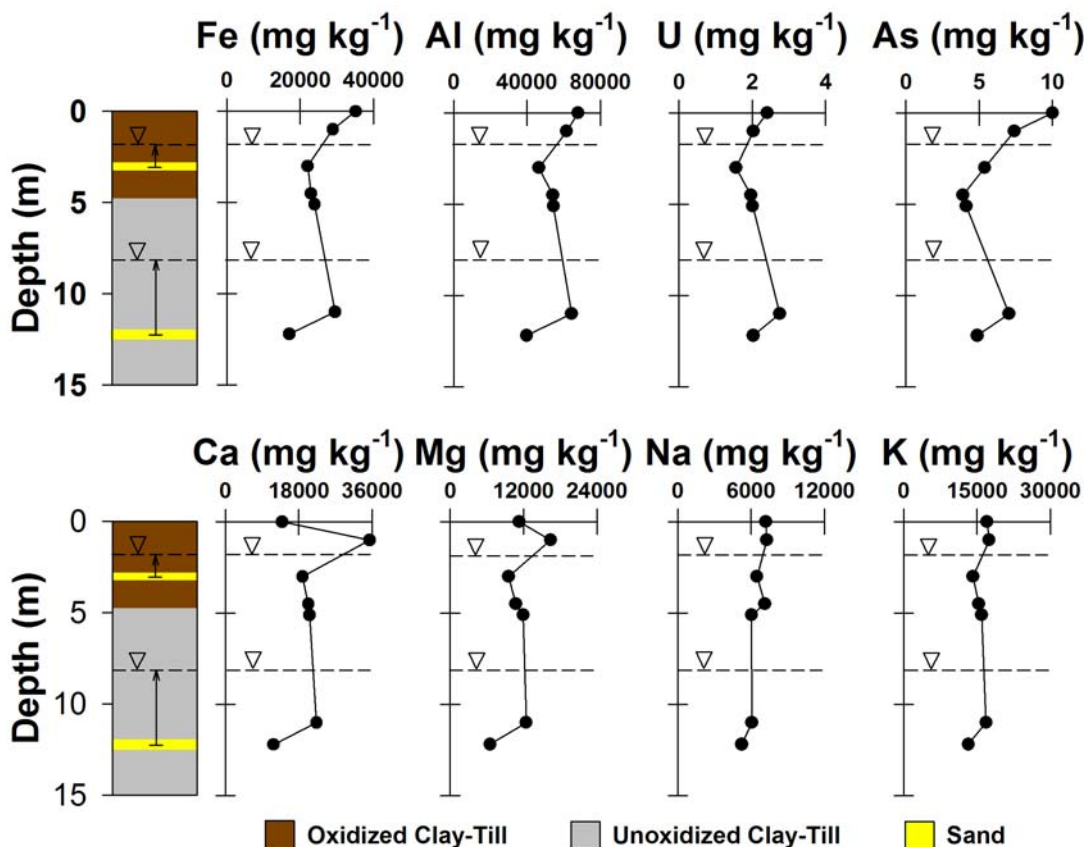 Fe (mg kg⁻¹) Al (mg kg⁻¹) U (mg kg⁻¹) As (mg kg⁻¹)
0 20000 40000 0 40000 80000 0 2 4 0 5 10
0
5
10
15
Depth (m)
Ca (mg kg⁻¹) Mg (mg kg⁻¹) Na (mg kg⁻¹) K (mg kg⁻¹)
0 18000 36000 0 12000 24000 0 6000 12000 0 15000 30000
0
5
10
15
Depth (m)
Oxidized Clay-Till Unoxidized Clay-Till Sand